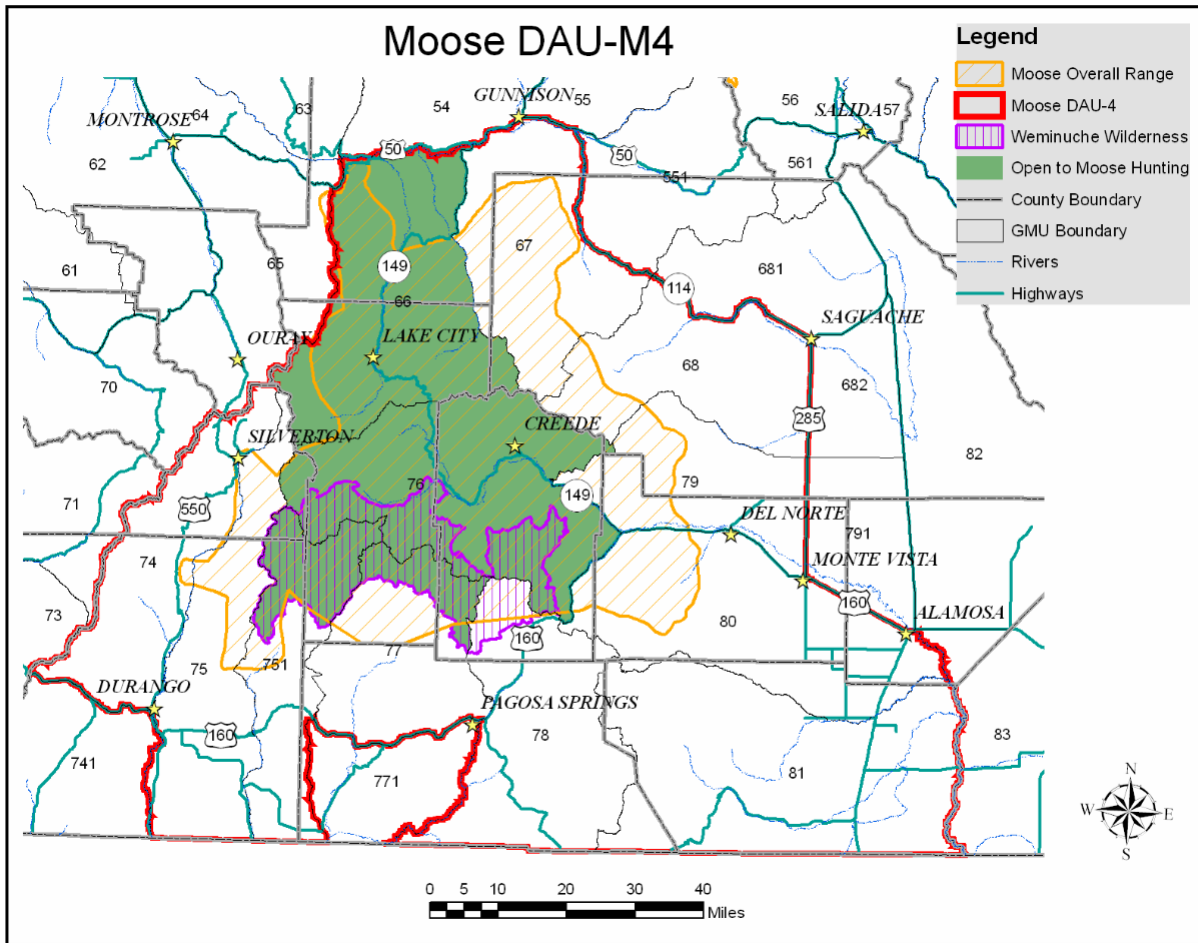 Moose DAU-M4
Legend
Moose Overall Range
Moose DAU-4
Weminuche Wilderness
Open to Moose Hunting
County Boundary
GMU Boundary
Rivers
Highways
64
63
54
GUNNISON
55
56
SALIDA
57
MONTROSE
50
50
62
551
561
67
61
65
149
681
66
114
SAGUACHE
OURAY
LAKE CITY
68
70
682
285
SILVERTON
CREEDE
82
76
79
149
71
550
DEL NORTE
791
74
MONTE VISTA
160
73
ALAMOSA
80
160
77
75
751
DURANGO
PAGOSA SPRINGS
160
78
83
741
771
81
N
W
E
S
0
5
10
20
30
40
Miles